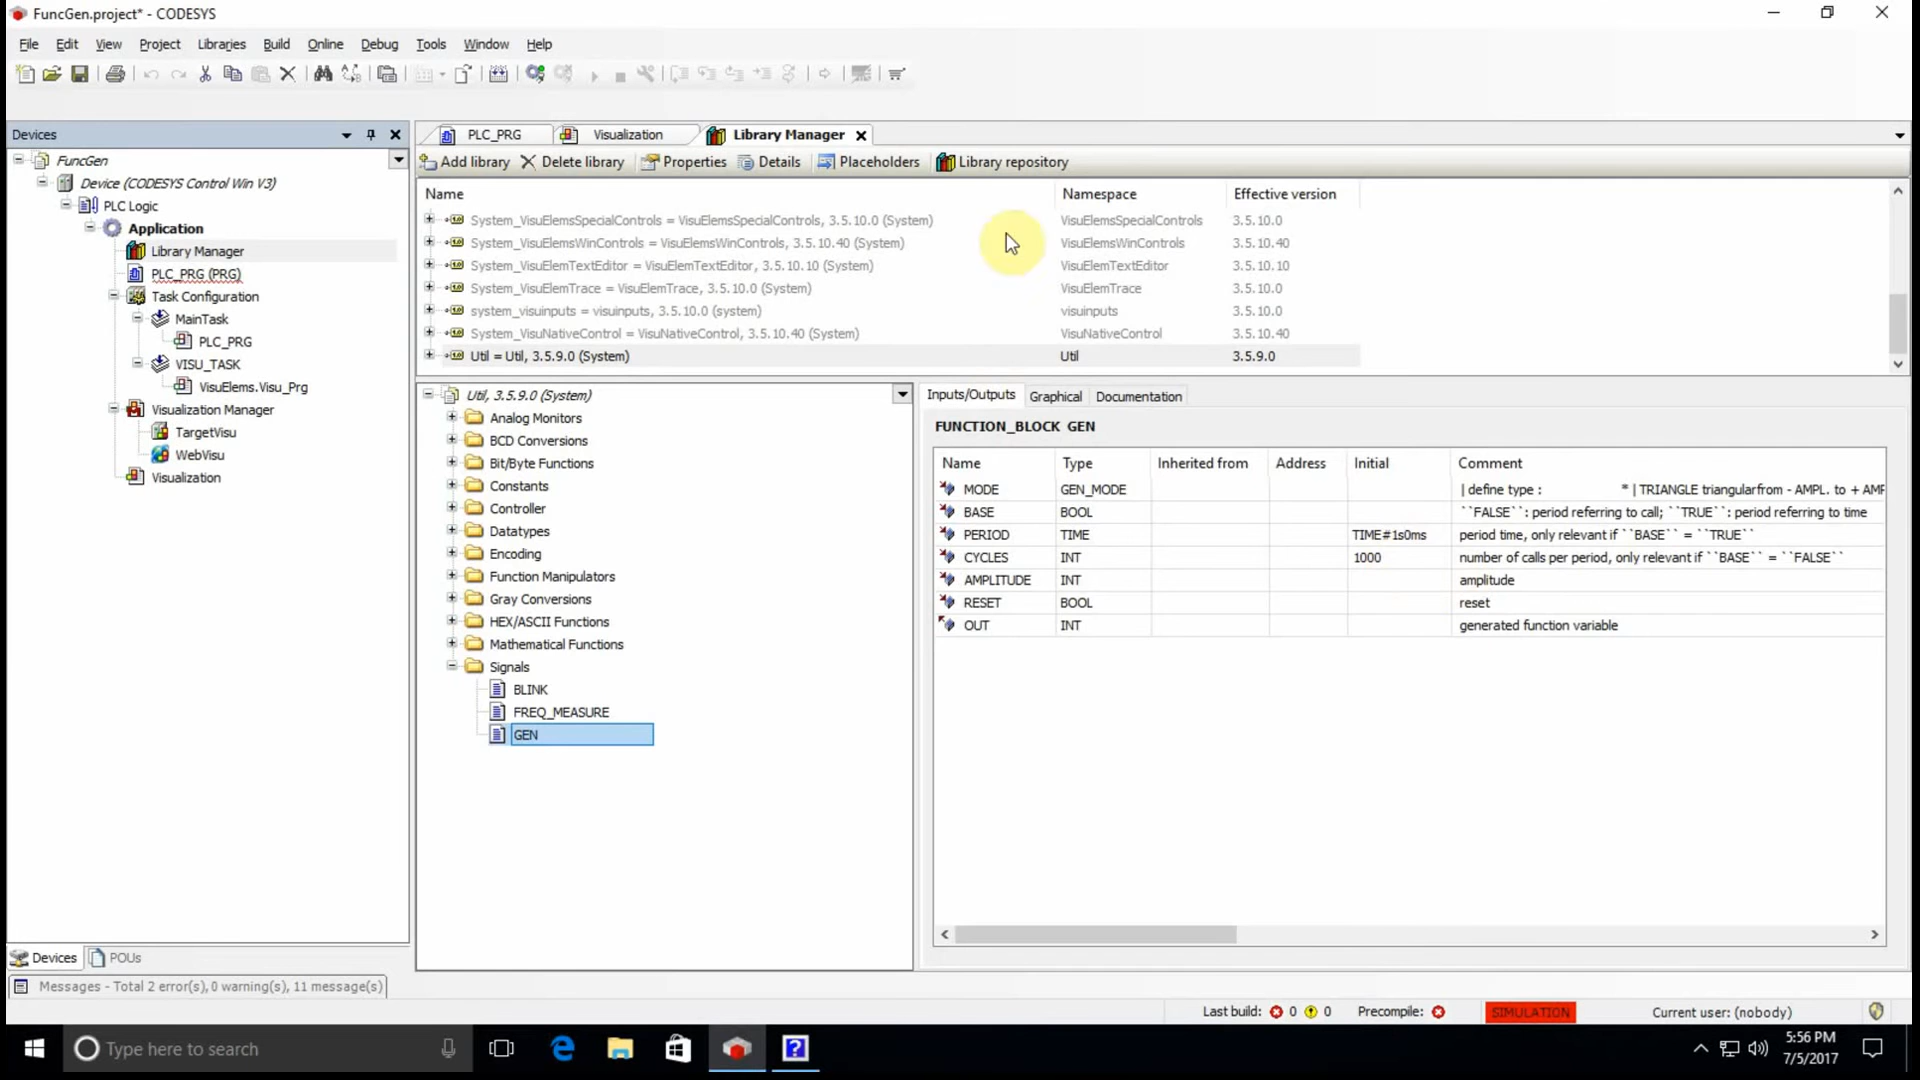 FuncGen.project* - CODESYS
File Edit View Project Libraries Build Online Debug Tools Window Help
Devices
FuncGen
Device (CODESYS Control Win V3)
PLC Logic
Application
Library Manager
PLC_PRG (PRG)
Task Configuration
MainTask
PLC_PRG
VISU_TASK
VisuElems.Visu_Prg
Visualization Manager
TargetVisu
WebVisu
Visualization
Devices POUs
PLC_PRG Visualization Library Manager
Add library Delete library Properties Details Placeholders Library repository
Name Namespace Effective version
System_VisuElemsSpecialControls = VisuElemsSpecialControls, 3.5.10.0 (System) VisuElemsSpecialControls 3.5.10.0
System_VisuElemsWinControls = VisuElemsWinControls, 3.5.10.40 (System) VisuElemsWinControls 3.5.10.40
System_VisuElemTextEditor = VisuElemTextEditor, 3.5.10.10 (System) VisuElemTextEditor 3.5.10.10
System_VisuElemTrace = VisuElemTrace, 3.5.10.0 (System) VisuElemTrace 3.5.10.0
system_visuinputs = visuinputs, 3.5.10.0 (system) visuinputs 3.5.10.0
System_VisuNativeControl = VisuNativeControl, 3.5.10.40 (System) VisuNativeControl 3.5.10.40
Util = Util, 3.5.9.0 (System) Util 3.5.9.0
Util, 3.5.9.0 (System)
Analog Monitors
BCD Conversions
Bit/Byte Functions
Constants
Controller
Datatypes
Encoding
Function Manipulators
Gray Conversions
HEX/ASCII Functions
Mathematical Functions
Signals
BLINK
FREQ_MEASURE
GEN
Inputs/Outputs Graphical Documentation
FUNCTION_BLOCK GEN
Name Type Inherited from Address Initial Comment
MODE GEN_MODE | define type : * | TRIANGLE triangularfrom - AMPL. to + AMP
BASE BOOL ``FALSE``: period referring to call; ``TRUE``: period referring to time
PERIOD TIME TIME#1s0ms period time, only relevant if ``BASE`` = ``TRUE``
CYCLES INT 1000 number of calls per period, only relevant if ``BASE`` = ``FALSE``
AMPLITUDE INT amplitude
RESET BOOL reset
OUT INT generated function variable
Messages - Total 2 error(s), 0 warning(s), 11 message(s)
Last build: 0 0 Precompile: SIMULATION Current user: (nobody)
Type here to search
5:56 PM
7/5/2017